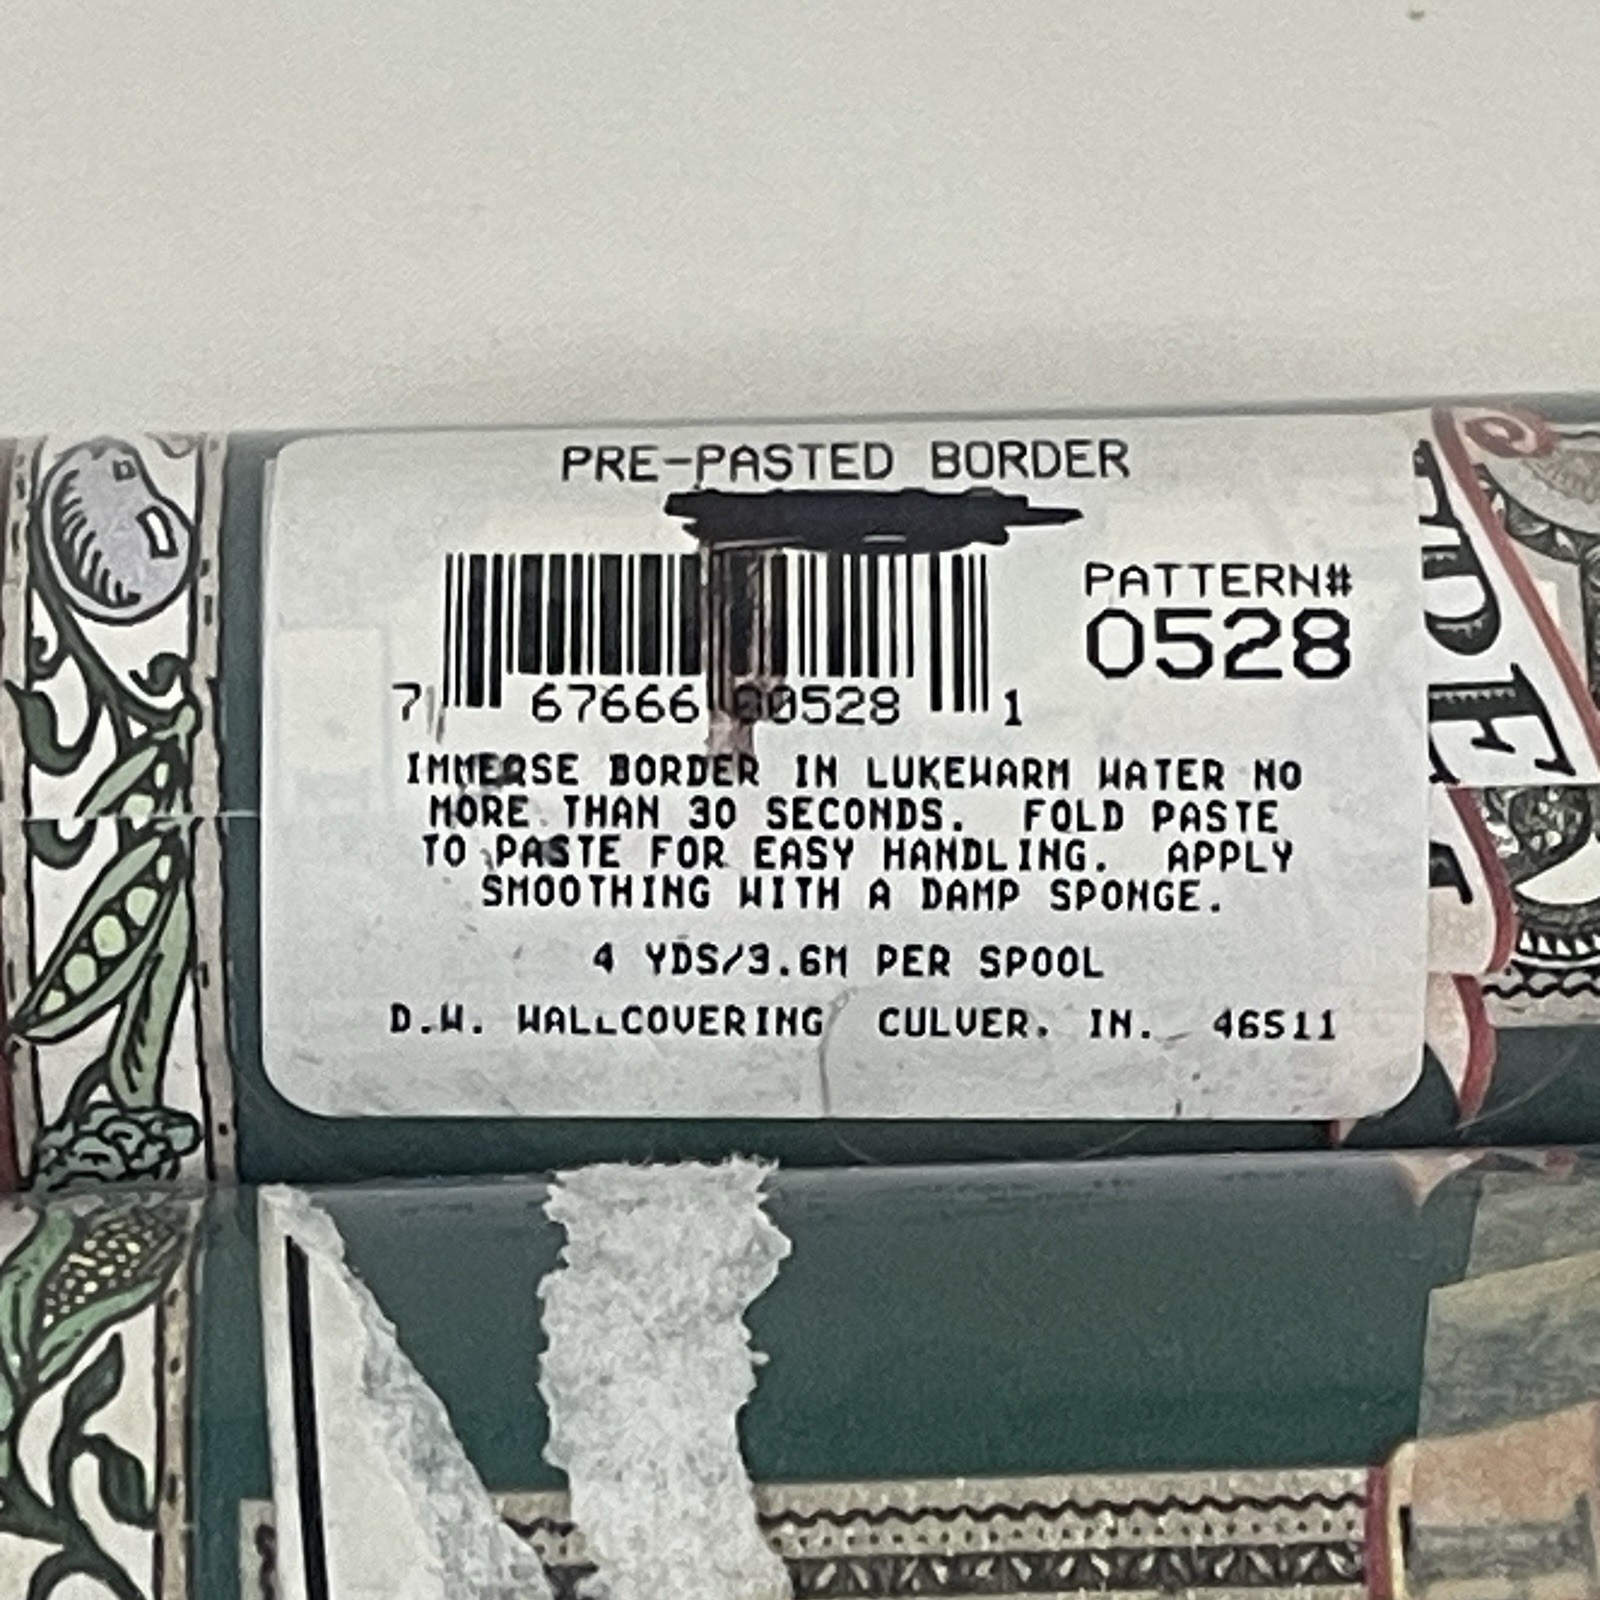 PRE-PASTED BORDER
PATTERN#
0528
7 67666 00528 1
IMMERSE BORDER IN LUKEWARM WATER NO
MORE THAN 30 SECONDS. FOLD PASTE
TO PASTE FOR EASY HANDLING. APPLY
SMOOTHING WITH A DAMP SPONGE.
4 YDS/3.6M PER SPOOL
D.W. WALLCOVERING CULVER. IN. 46511